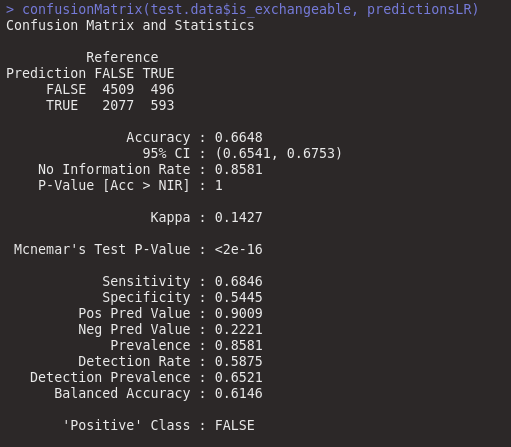 > confusionMatrix(test.data$is_exchangeable, predictionsLR)
Confusion Matrix and Statistics
Reference
Prediction FALSE TRUE
FALSE 4509 496
TRUE 2077 593
Accuracy : 0.6648
95% CI : (0.6541, 0.6753)
No Information Rate : 0.8581
P-Value [Acc > NIR] : 1
Kappa : 0.1427
Mcnemar's Test P-Value : <2e-16
Sensitivity : 0.6846
Specificity : 0.5445
Pos Pred Value : 0.9009
Neg Pred Value : 0.2221
Prevalence : 0.8581
Detection Rate : 0.5875
Detection Prevalence : 0.6521
Balanced Accuracy : 0.6146
'Positive' Class : FALSE